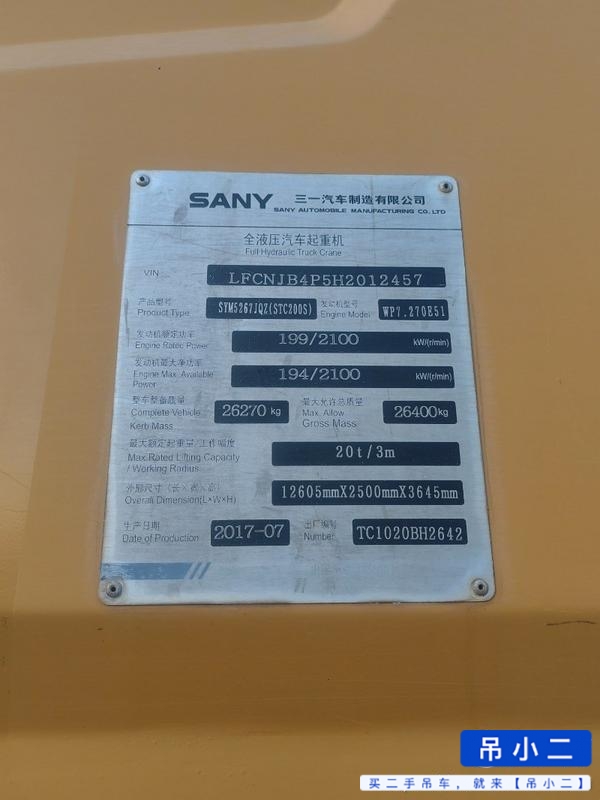 SANY 三一汽车制造有限公司
SANY AUTOMOBILE MANUFACTURING CO.,LTD
全液压汽车起重机
Full Hydraulic Truck Crane
VIN LFCNJB4P5H2012457
产品型号 发动机型号
Product Type SYM5267JQZ(STC200S) Engine Model WP7.270E51
发动机额定功率
Engine Rated Power 199/2100 kW/(r/min)
发动机最大净功率
Engine Max. Available Power 194/2100 kW/(r/min)
整车整备质量 最大允许总质量
Complete Vehicle Kerb Mass 26270 kg Max. Allow Gross Mass 26400kg
最大额定起重量/工作幅度
Max.Rated Lifting Capacity / Working Radius 20t/3m
外形尺寸(长×宽×高)
Overall Dimension(L×W×H) 12605mmX2500mmX3645mm
生产日期 出厂编号
Date of Production 2017-07 Number TC1020BH2642
吊小二
买二手吊车，就来【吊小二】